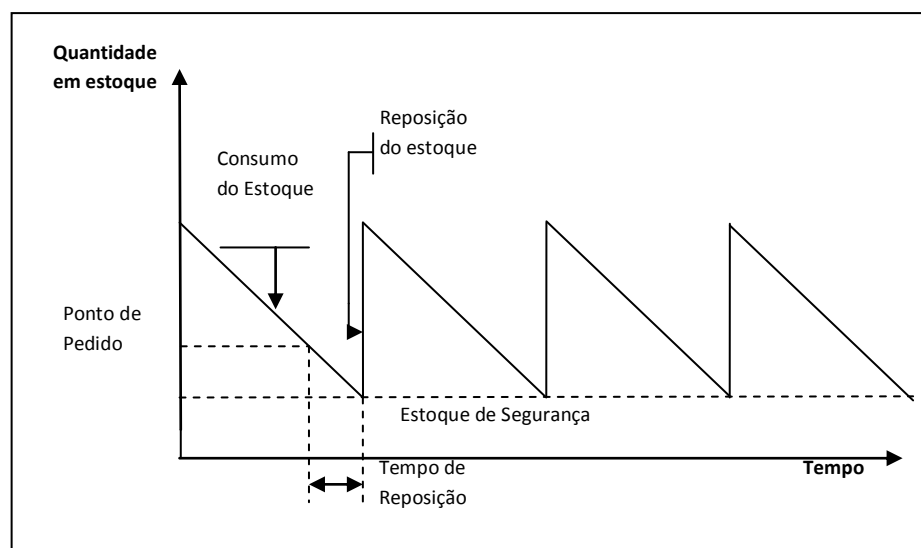 Quantidade
em estoque
Reposição
do estoque
Consumo
do Estoque
Ponto de
Pedido
Estoque de Segurança
Tempo
Tempo de
Reposição